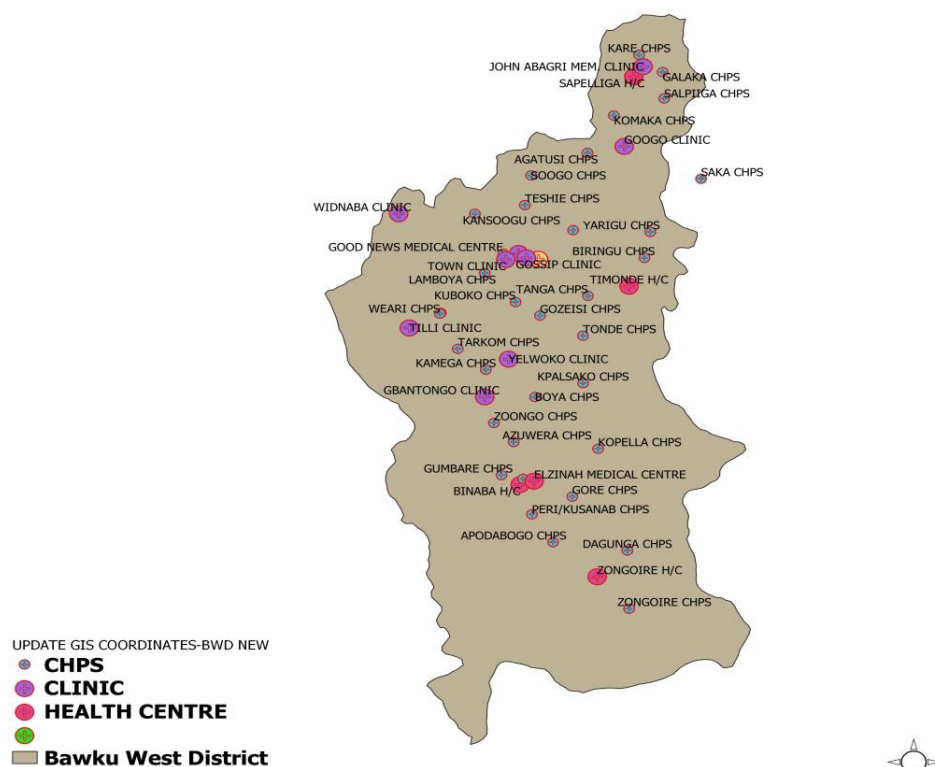 KARE CHPS
JOHN ABAGRI MEM. CLINIC
SAPELLIGA H/C
GALAKA CHPS
SALPIIGA CHPS
KOMAKA CHPS
GOOGO CLINIC
AGATUSI CHPS
SOOGO CHPS
SAKA CHPS
TESHIE CHPS
WIDNABA CLINIC
KANSOOGU CHPS
YARIGU CHPS
GOOD NEWS MEDICAL CENTRE
BIRINGU CHPS
TOWN CLINIC
GOSSIP CLINIC
LAMBOYA CHPS
TIMONDE H/C
KUBOKO CHPS
TANGA CHPS
WEARI CHPS
GOZEISI CHPS
TILLI CLINIC
TONDE CHPS
TARKOM CHPS
KAMEGA CHPS
YELWOKO CLINIC
KPALSAKO CHPS
GBANTONGO CLINIC
BOYA CHPS
ZOONGO CHPS
AZUWERA CHPS
KOPELLA CHPS
GUMBARE CHPS
ELZINAH MEDICAL CENTRE
BINABA H/C
GORE CHPS
PERI/KUSANAB CHPS
APODABOGO CHPS
DAGUNGA CHPS
ZONGOIRE H/C
ZONGOIRE CHPS
UPDATE GIS COORDINATES-BWD NEW
CHPS
CLINIC
HEALTH CENTRE
Bawku West District